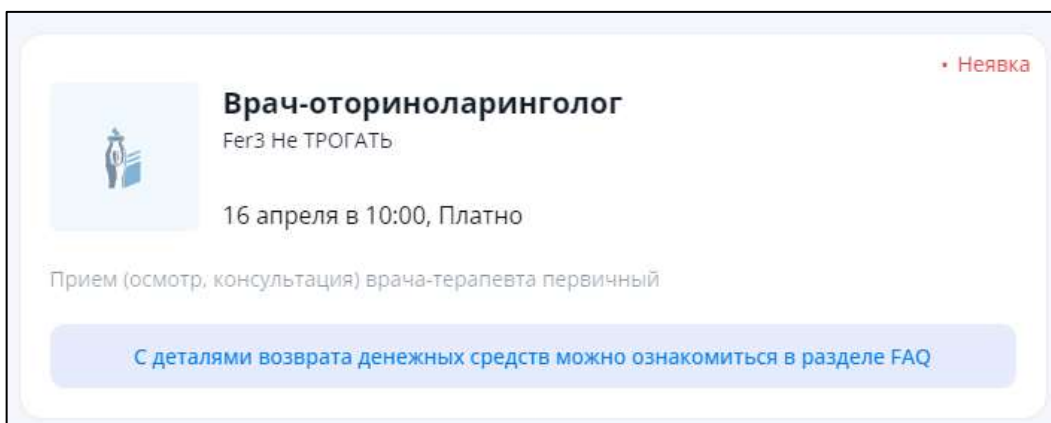 • Неявка
Врач-оториноларинголог
Fer3 Не ТРОГАТЬ
16 апреля в 10:00, Платно
Прием (осмотр, консультация) врача-терапевта первичный
С деталями возврата денежных средств можно ознакомиться в разделе FAQ